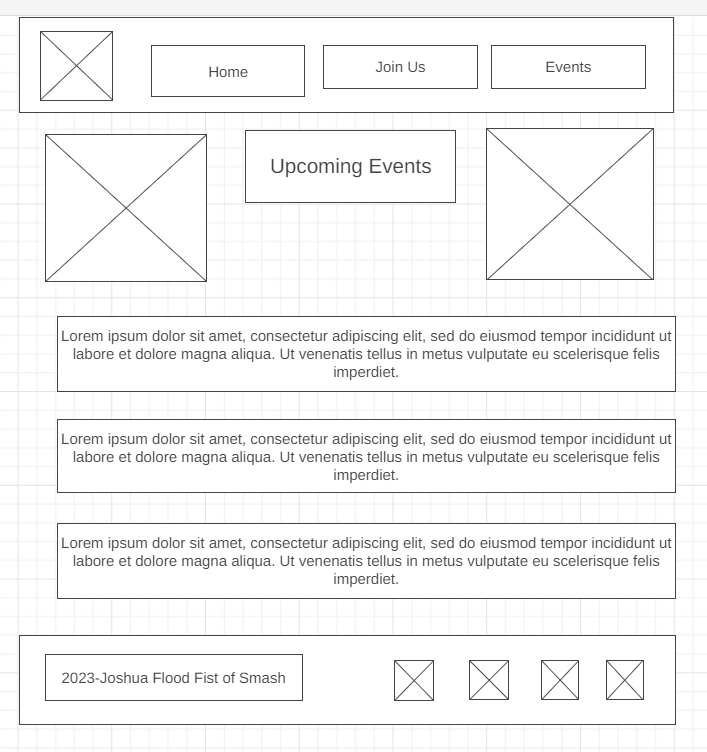 Home
Join Us
Events
Upcoming Events
Lorem ipsum dolor sit amet, consectetur adipiscing elit, sed do eiusmod tempor incididunt ut
labore et dolore magna aliqua. Ut venenatis tellus in metus vulputate eu scelerisque felis
imperdiet.
Lorem ipsum dolor sit amet, consectetur adipiscing elit, sed do eiusmod tempor incididunt ut
labore et dolore magna aliqua. Ut venenatis tellus in metus vulputate eu scelerisque felis
imperdiet.
Lorem ipsum dolor sit amet, consectetur adipiscing elit, sed do eiusmod tempor incididunt ut
labore et dolore magna aliqua. Ut venenatis tellus in metus vulputate eu scelerisque felis
imperdiet.
2023-Joshua Flood Fist of Smash